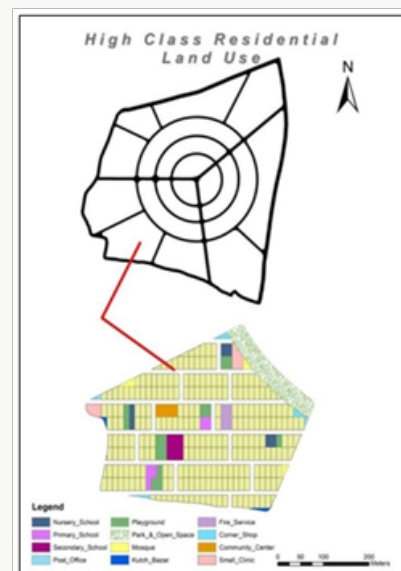 High Class Residential
Land Use
N
Legend
Nursery_School
Playground
Fire_Service
Primary_School
Park_&_Open_Space
Corner_Shop
Secondary_School
Mosque
Community_Center
Post_Office
Kutch_Bazar
Small_Clinic
0 50 100 200
Meters